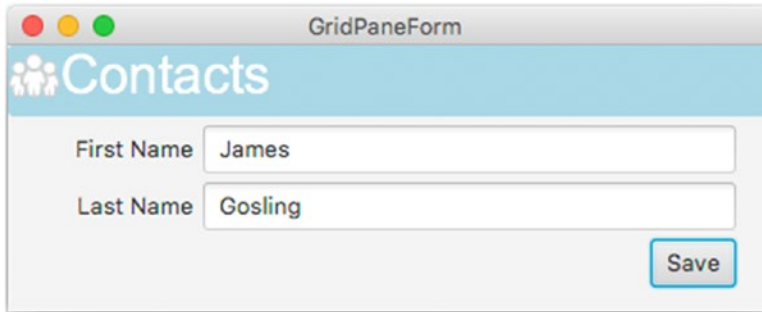 GridPaneForm
Contacts
First Name James
Last Name Gosling
Save